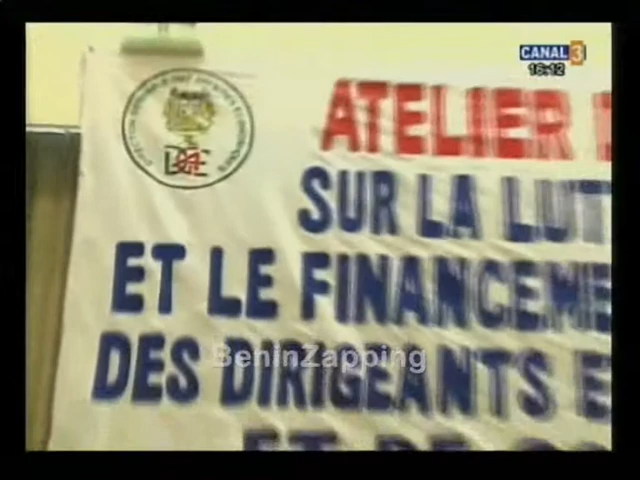 CANAL 3
16:12
ATELIER
SUR LA LUT
ET LE FINANCEME
DES DIRIGEANTS E
BeninZapping